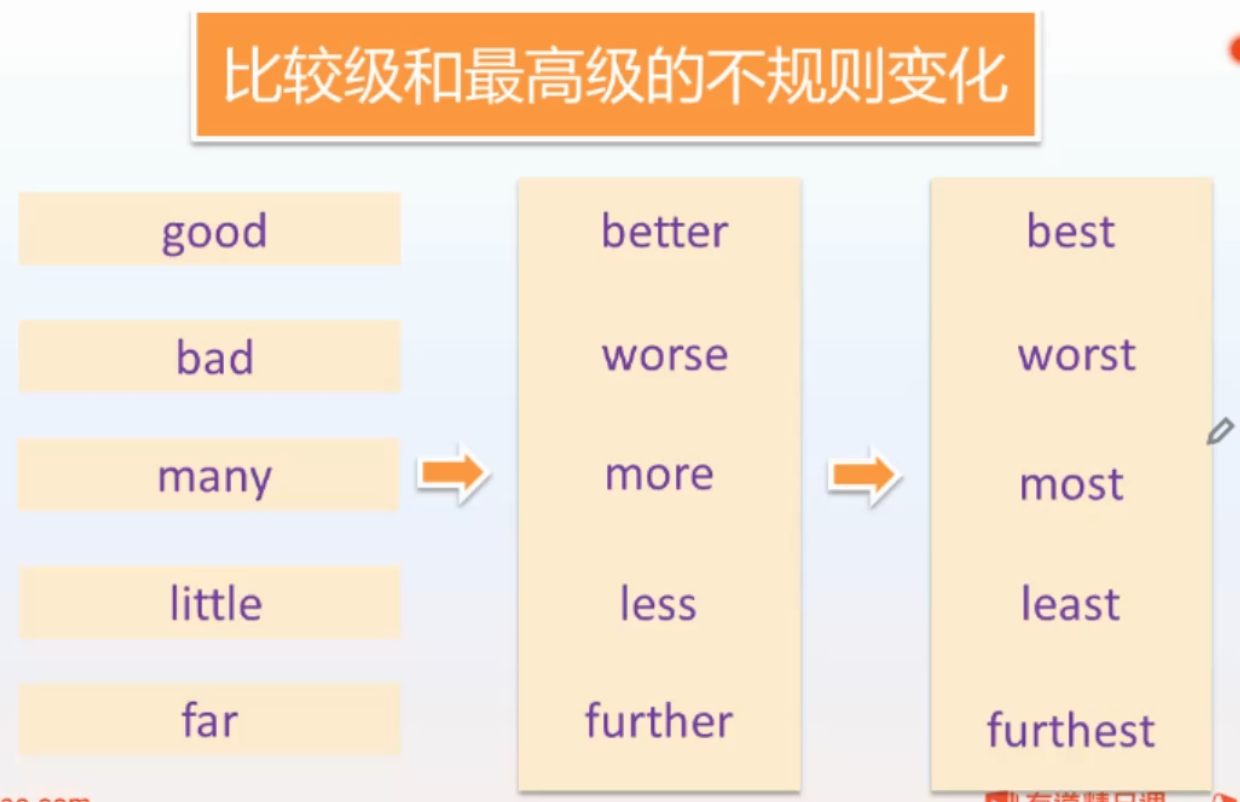 比较级和最高级的不规则变化
good better best
bad worse worst
many more most
little less least
far further furthest